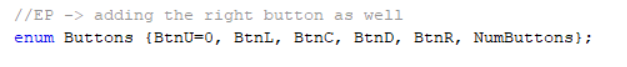 //EP -> adding the right button as well
enum Buttons {BtnU=0, BtnL, BtnC, BtnD, BtnR, NumButtons};